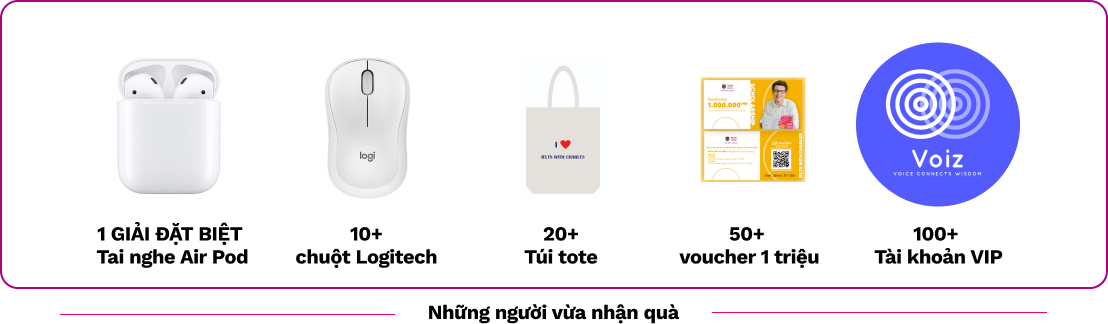 logi
I ❤ 
IELTS WITH CHARLES
1.000.000
Voiz
VOICE CONNECTS WISDOM
1 GIẢI ĐẶT BIỆT
Tai nghe Air Pod
10+
chuột Logitech
20+
Túi tote
50+
voucher 1 triệu
100+
Tài khoản VIP
Những người vừa nhận quà